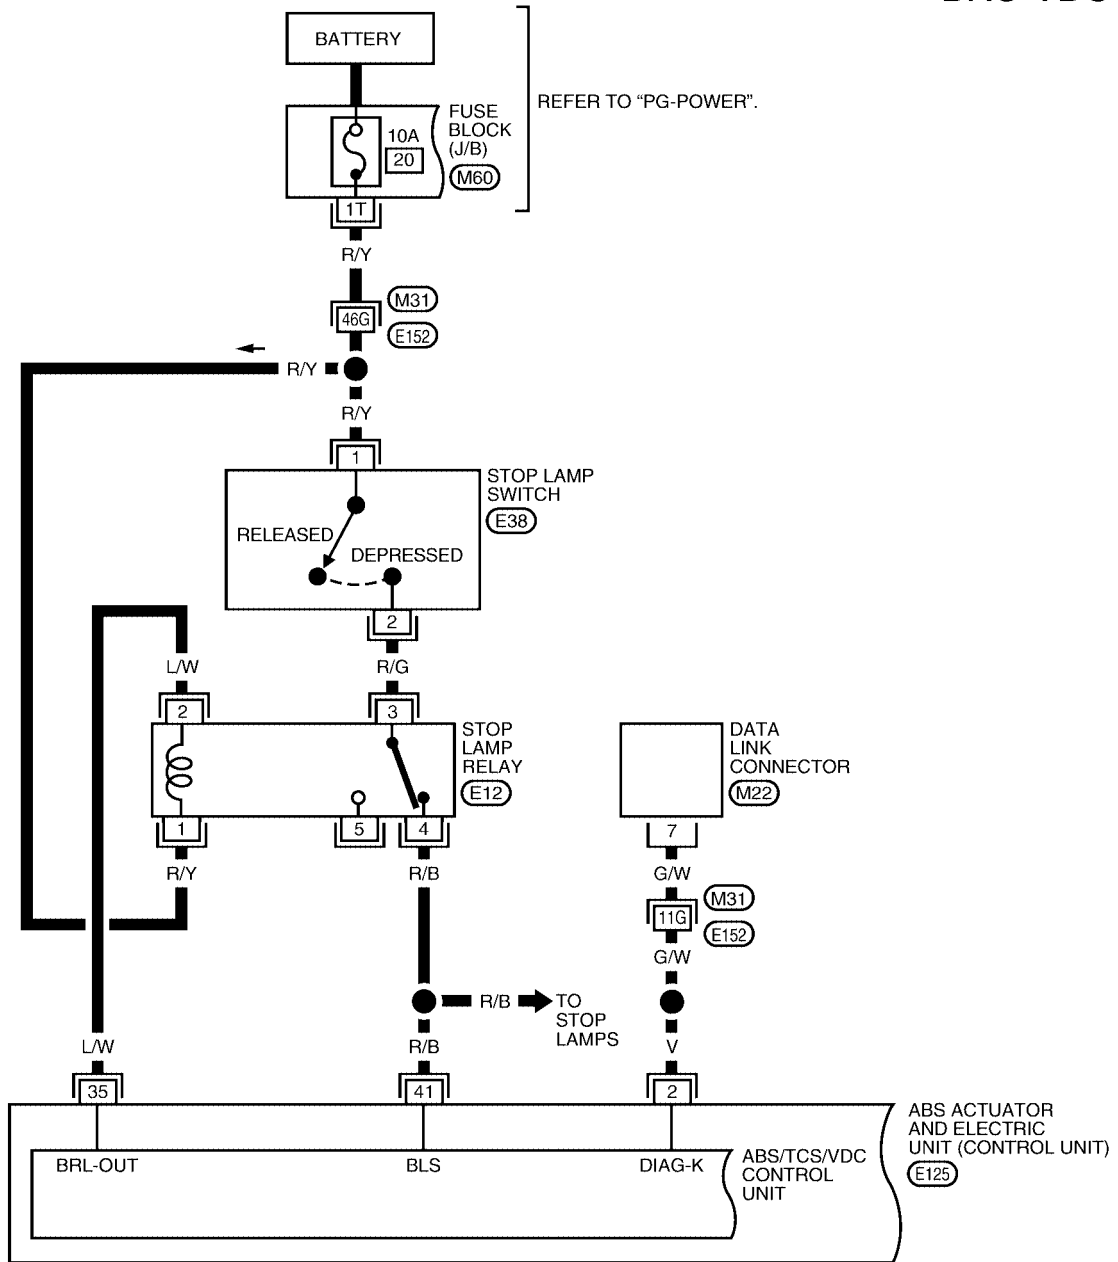 BATTERY
REFER TO “PG-POWER”.
FUSE
BLOCK
(J/B)
M60
10A
20
1T
R/Y
M31
46G
E152
R/Y
R/Y
1
STOP LAMP
SWITCH
E38
RELEASED
DEPRESSED
2
L/W
R/G
2
3
STOP
LAMP
RELAY
E12
DATA
LINK
CONNECTOR
M22
1
5
4
7
R/Y
R/B
G/W
M31
11G
E152
G/W
R/B
TO
STOP
LAMPS
L/W
R/B
V
35
41
2
ABS ACTUATOR
AND ELECTRIC
UNIT (CONTROL UNIT)
E125
BRL-OUT
BLS
DIAG-K
ABS/TCS/VDC
CONTROL
UNIT